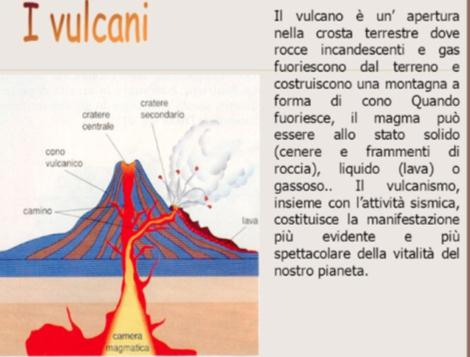 I vulcani
Il vulcano è un' apertura
nella crosta terrestre dove
rocce incandescenti e gas
fuoriescono dal terreno e
costruiscono una montagna a
forma di cono Quando
fuoriesce, il magma può
essere allo stato solido
(cenere e frammenti di
roccia), liquido (lava) o
gassoso.. Il vulcanismo,
insieme con l'attività sismica,
costituisce la manifestazione
più evidente e più
spettacolare della vitalità del
nostro pianeta.
cratere
secondario
cratere
centrale
cono
vulcanico
camino
lava
camera
magmatica